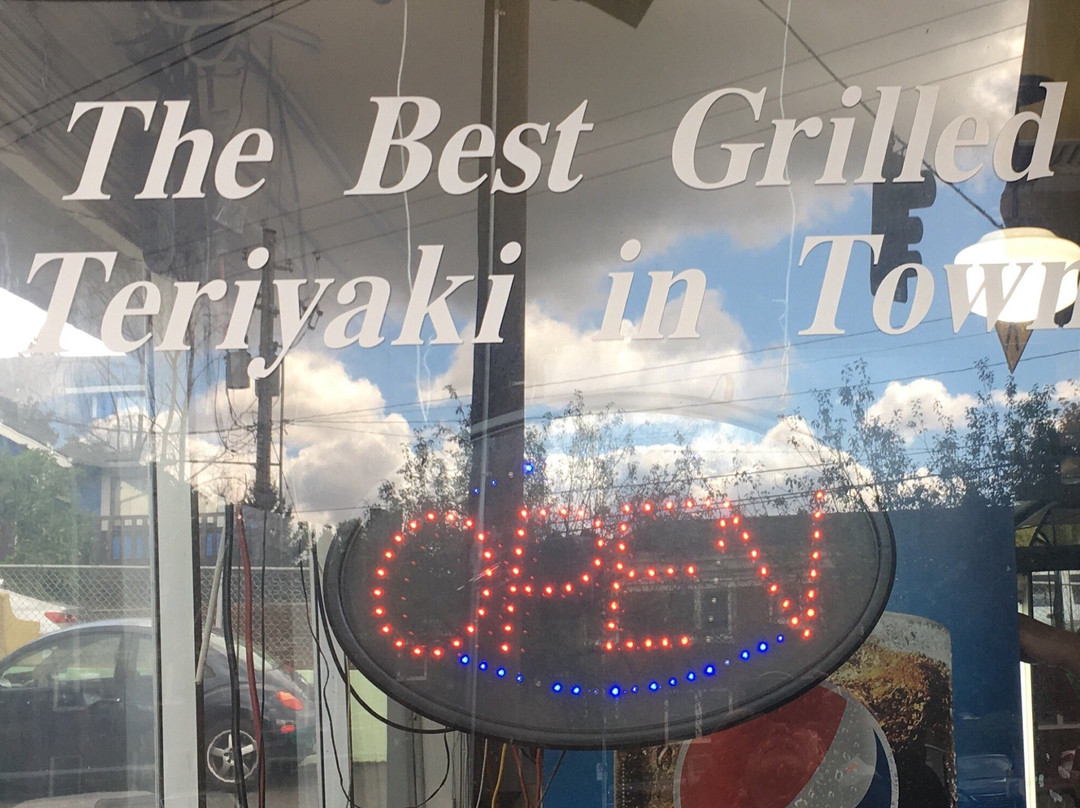 The Best Grilled
Teriyaki in Town
OPEN